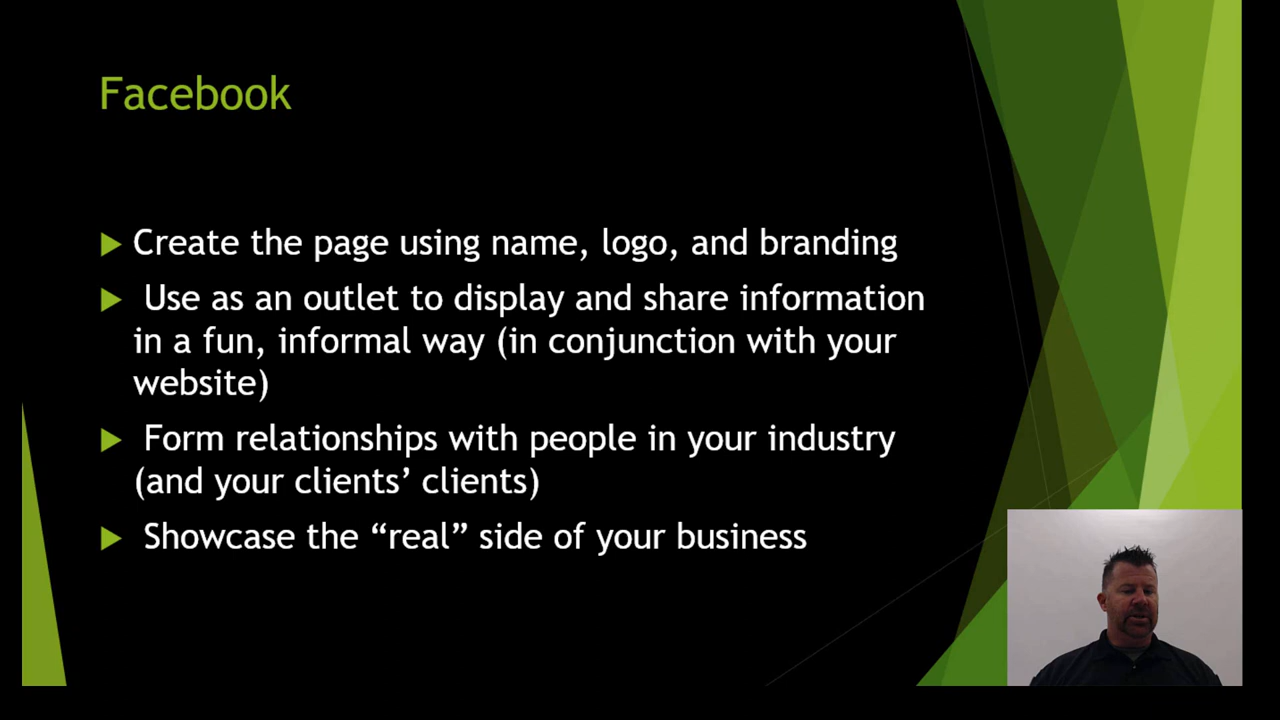 Facebook
Create the page using name, logo, and branding
Use as an outlet to display and share information
in a fun, informal way (in conjunction with your
website)
Form relationships with people in your industry
(and your clients’ clients)
Showcase the “real” side of your business